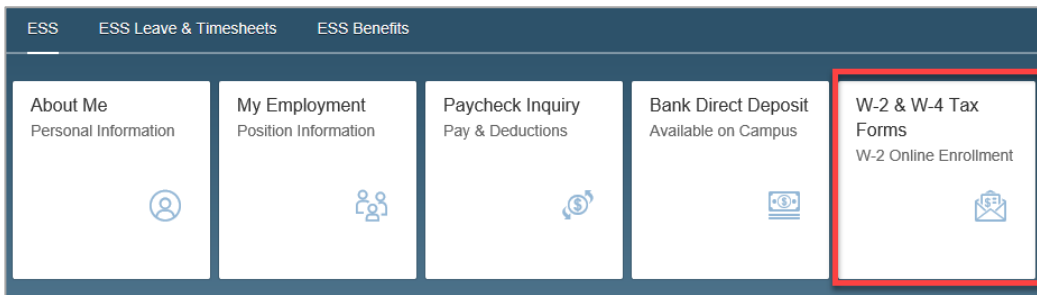 ESS ESS Leave & Timesheets ESS Benefits
About Me
Personal Information
My Employment
Position Information
Paycheck Inquiry
Pay & Deductions
Bank Direct Deposit
Available on Campus
W-2 & W-4 Tax
Forms
W-2 Online Enrollment